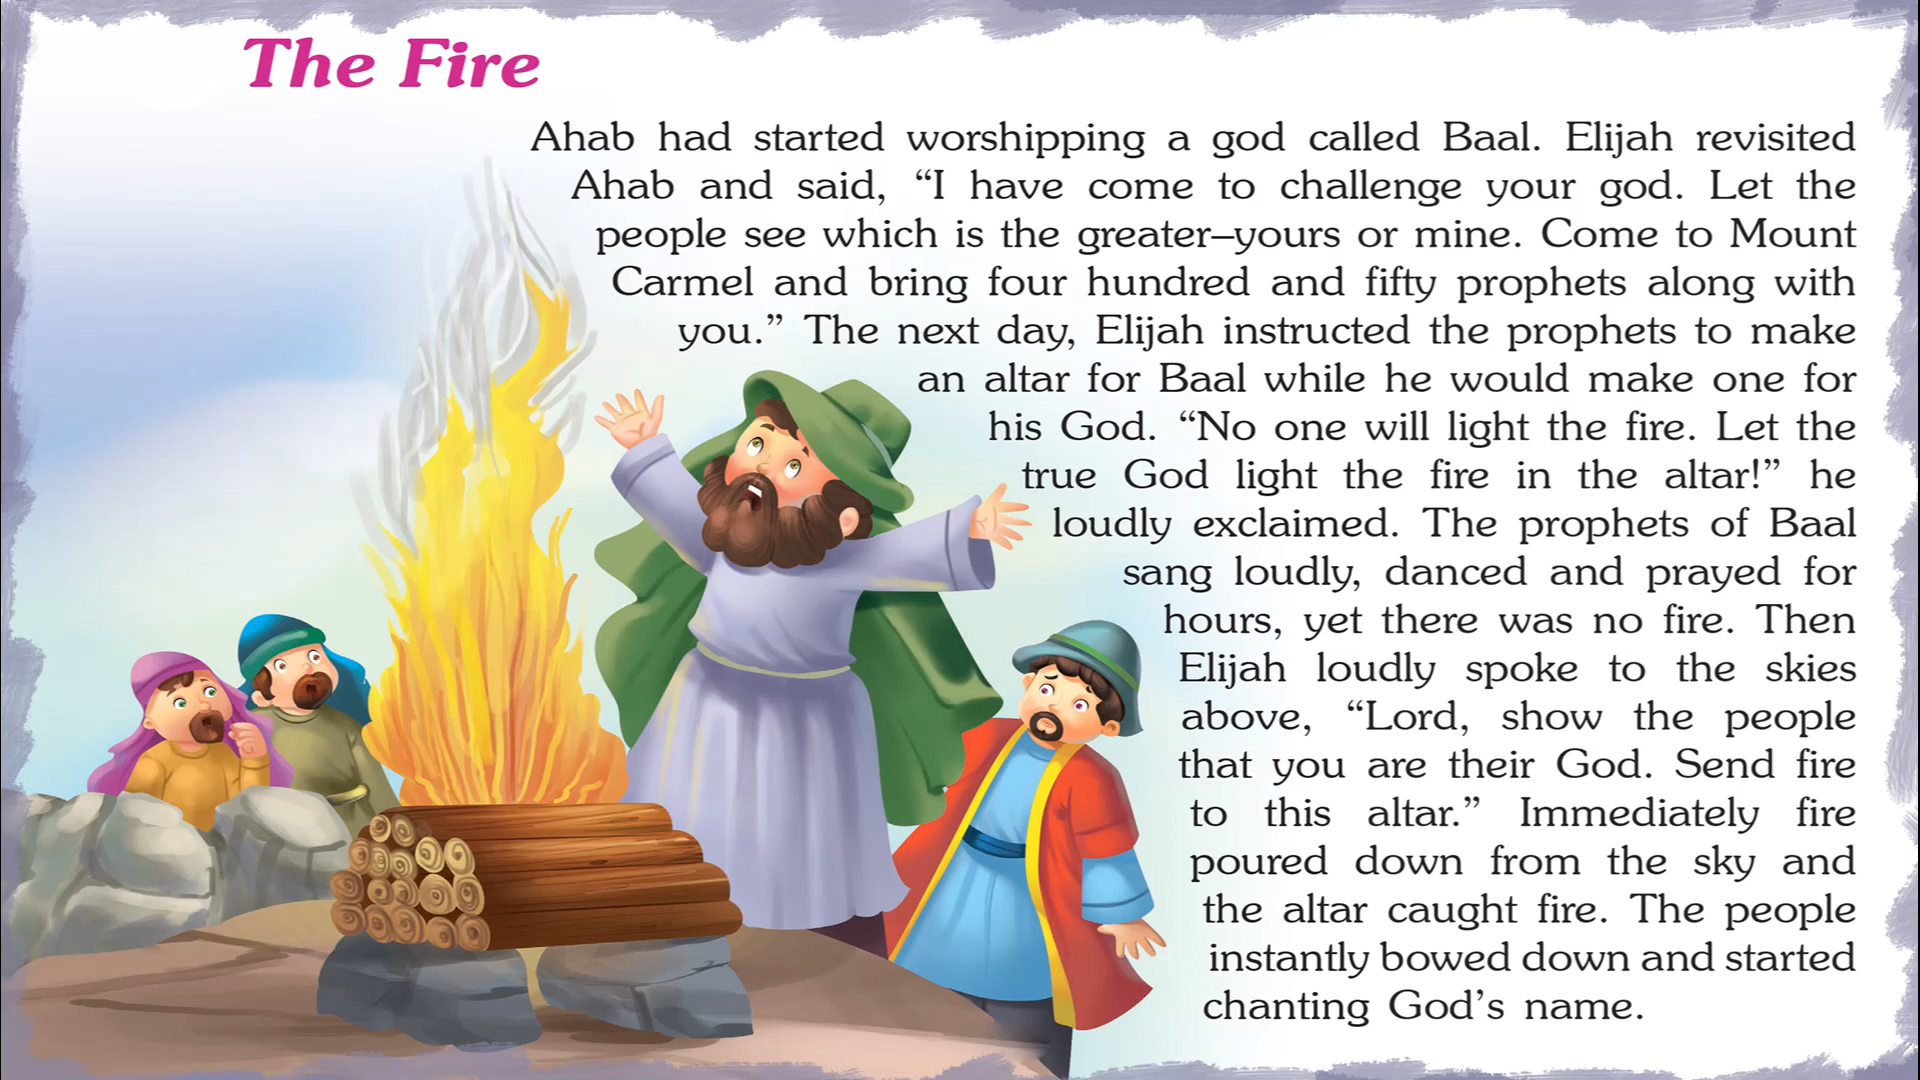 The Fire
Ahab had started worshipping a god called Baal. Elijah revisited
Ahab and said, “I have come to challenge your god. Let the
people see which is the greater–yours or mine. Come to Mount
Carmel and bring four hundred and fifty prophets along with
you.” The next day, Elijah instructed the prophets to make
an altar for Baal while he would make one for
his God. “No one will light the fire. Let the
true God light the fire in the altar!” he
loudly exclaimed. The prophets of Baal
sang loudly, danced and prayed for
hours, yet there was no fire. Then
Elijah loudly spoke to the skies
above, “Lord, show the people
that you are their God. Send fire
to this altar.” Immediately fire
poured down from the sky and
the altar caught fire. The people
instantly bowed down and started
chanting God’s name.